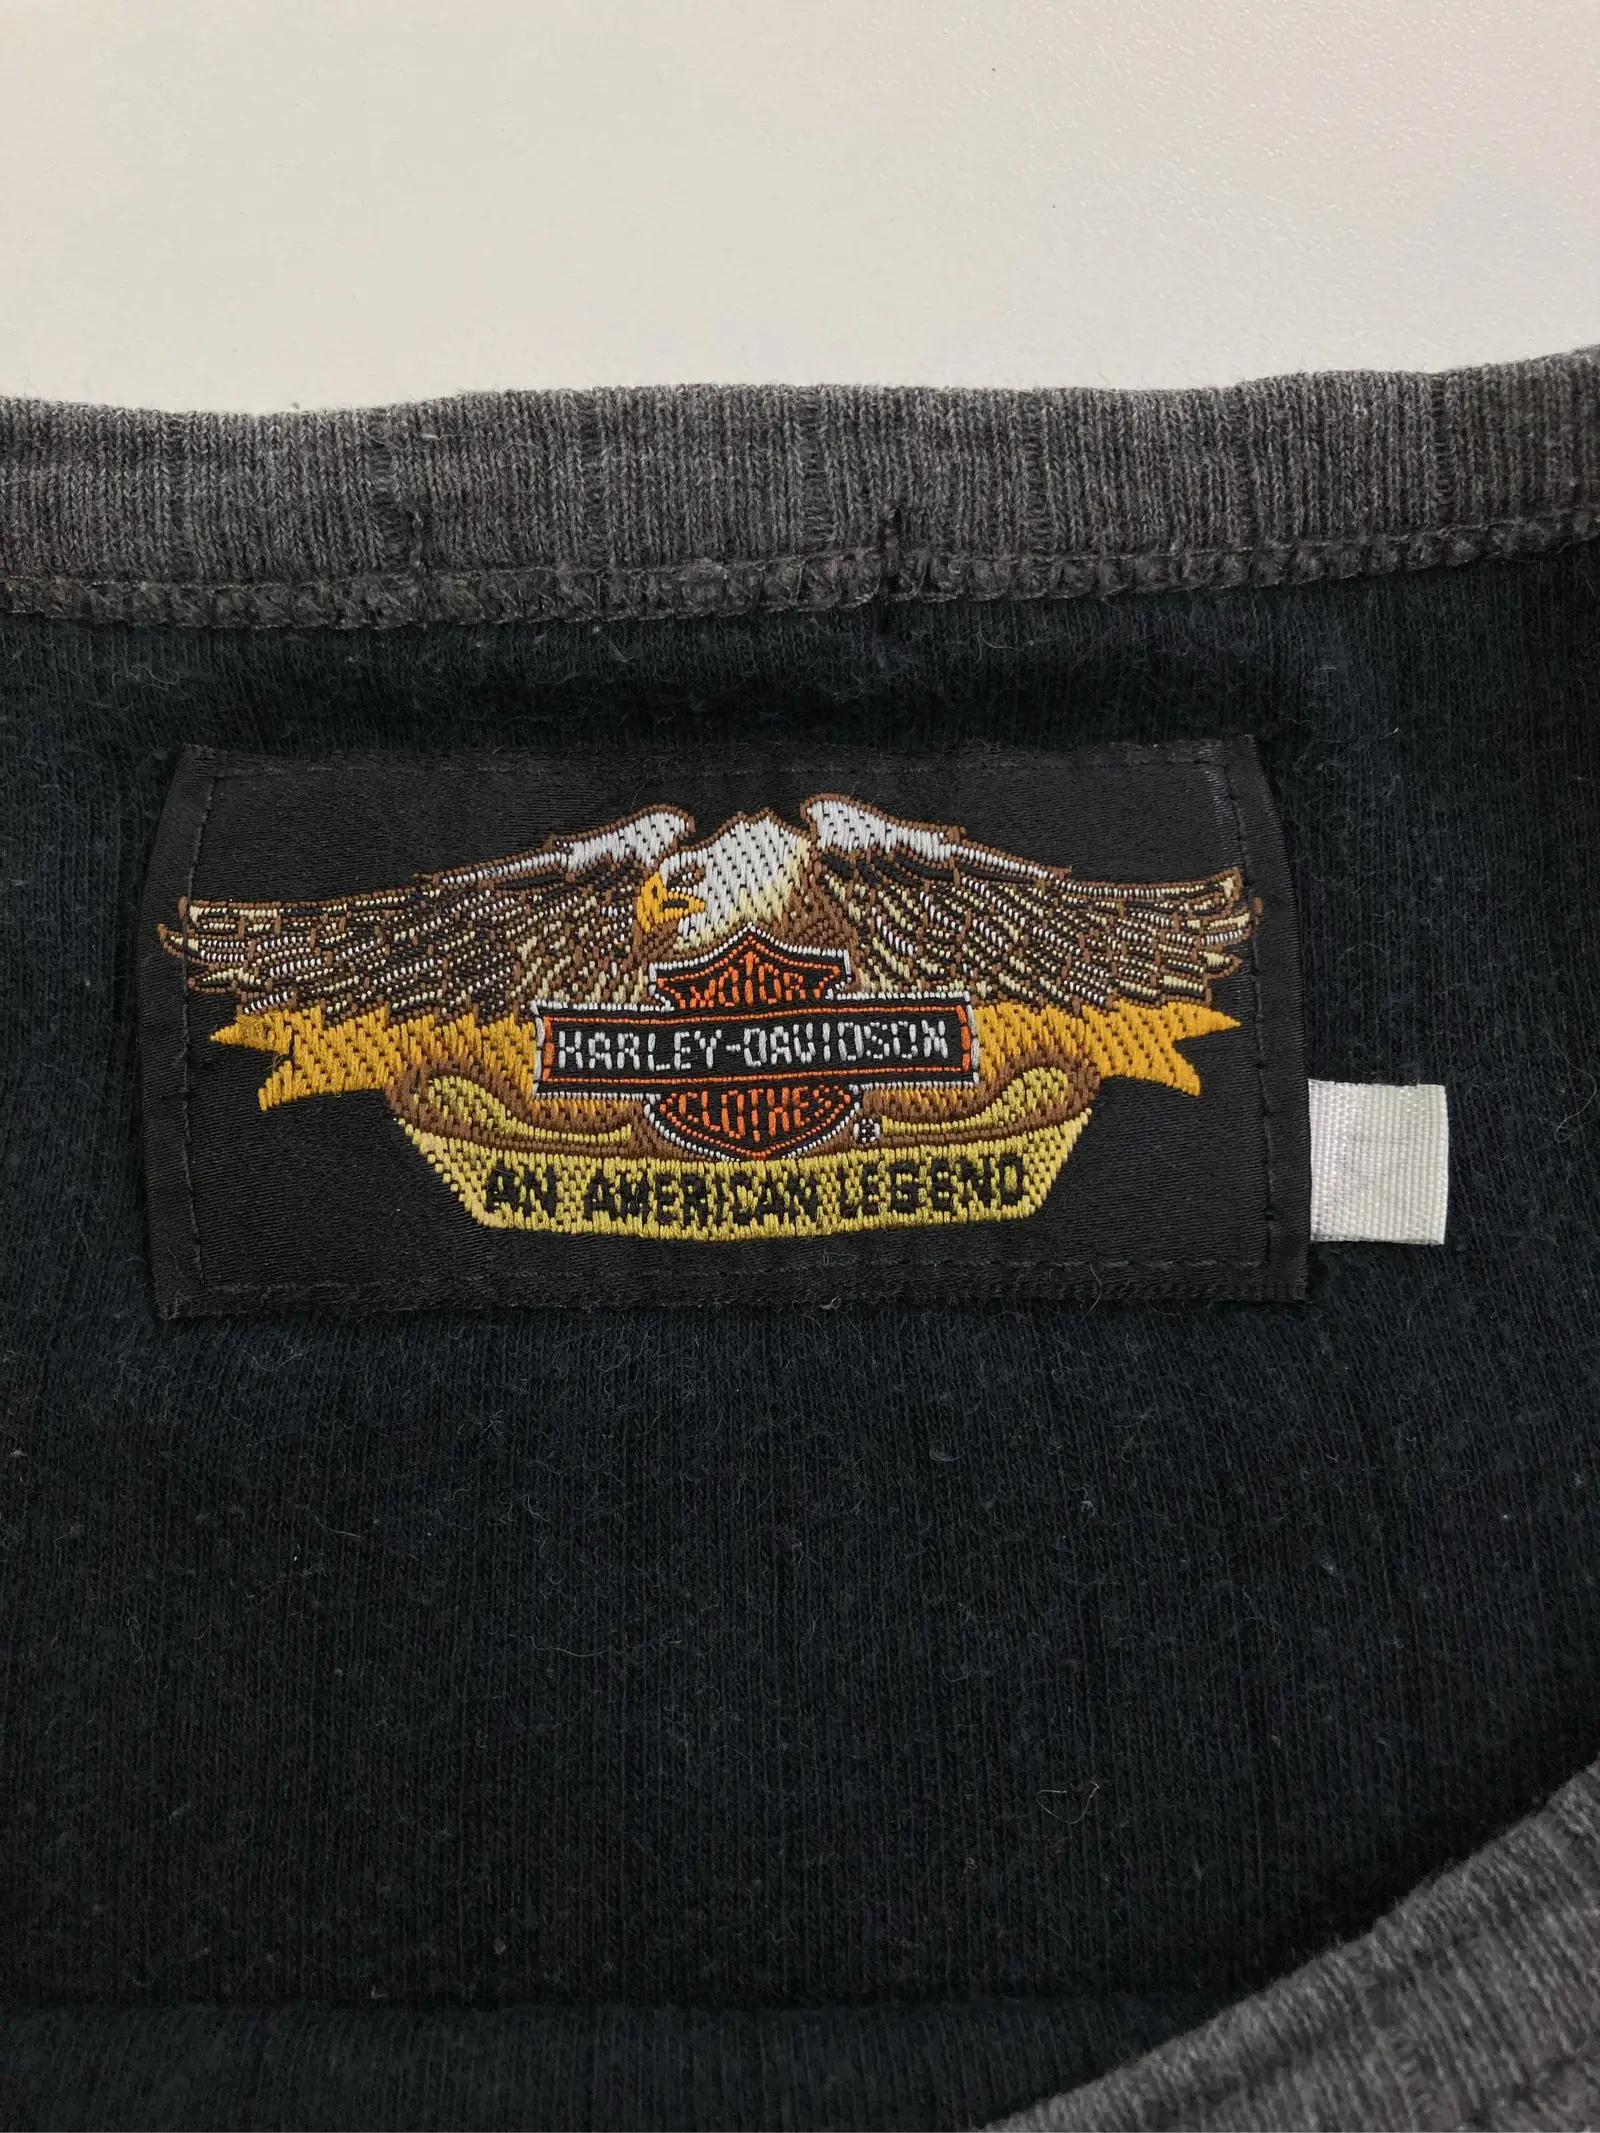 MOTOR
HARLEY-DAVIDSON
CLOTHES
®
AN AMERICAN LEGEND